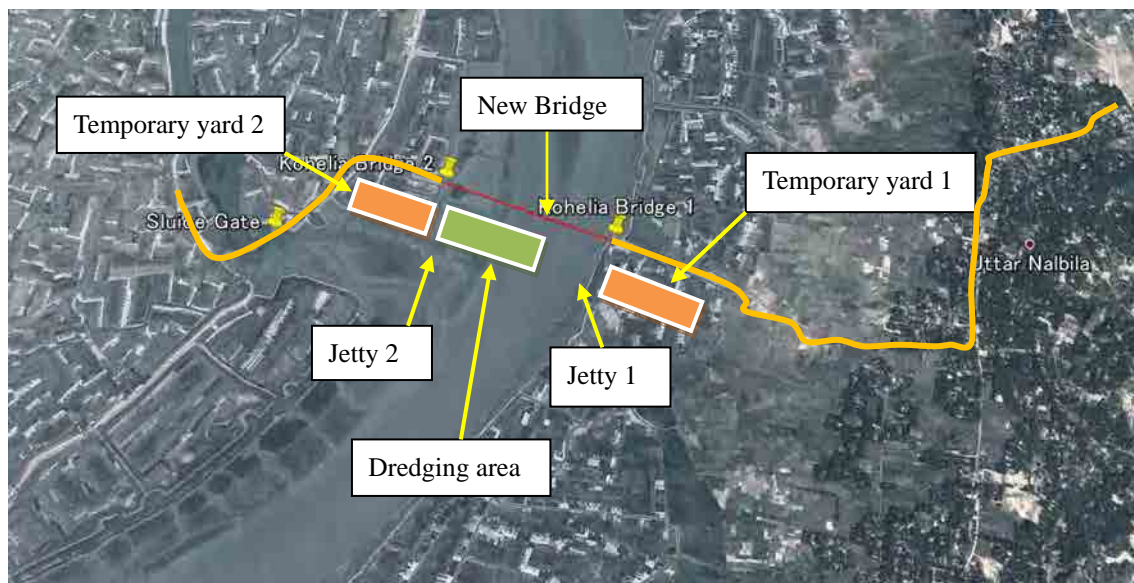 New Bridge
Temporary yard 2
Kohelia Bridge 2
Temporary yard 1
Kohelia Bridge 1
Sluice Gate
Uttar Nalbila
Jetty 2
Jetty 1
Dredging area